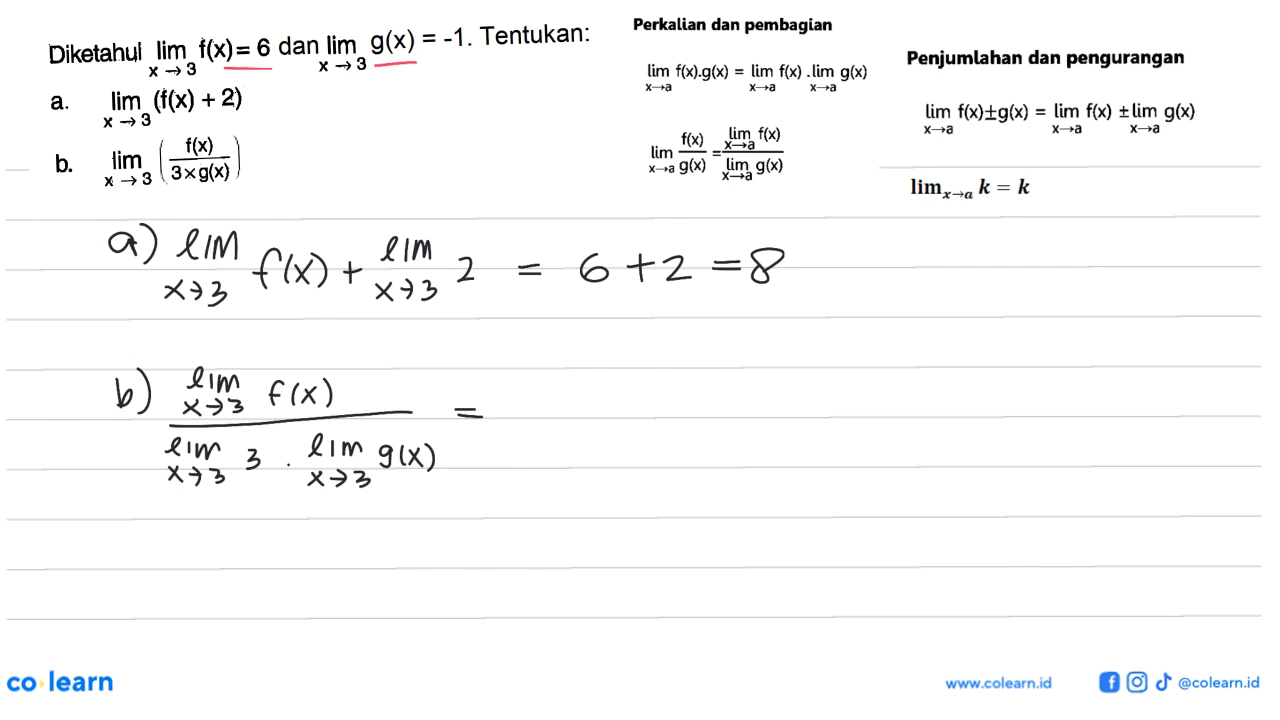 Diketahui lim x→3 f(x) = 6 dan lim x→3 g(x) = -1. Tentukan:
a. lim x→3 (f(x) + 2)
b. lim x→3 (f(x) / 3×g(x))
Perkalian dan pembagian
lim x→a f(x).g(x) = lim x→a f(x) . lim x→a g(x)
lim x→a f(x)/g(x) = lim x→a f(x) / lim x→a g(x)
Penjumlahan dan pengurangan
lim x→a f(x)±g(x) = lim x→a f(x) ± lim x→a g(x)
lim x→a k = k
a) lim x→3 f(x) + lim x→3 2 = 6 + 2 = 8
b) lim x→3 f(x) / lim x→3 3 . lim x→3 g(x) =
co learn
www.colearn.id
@colearn.id